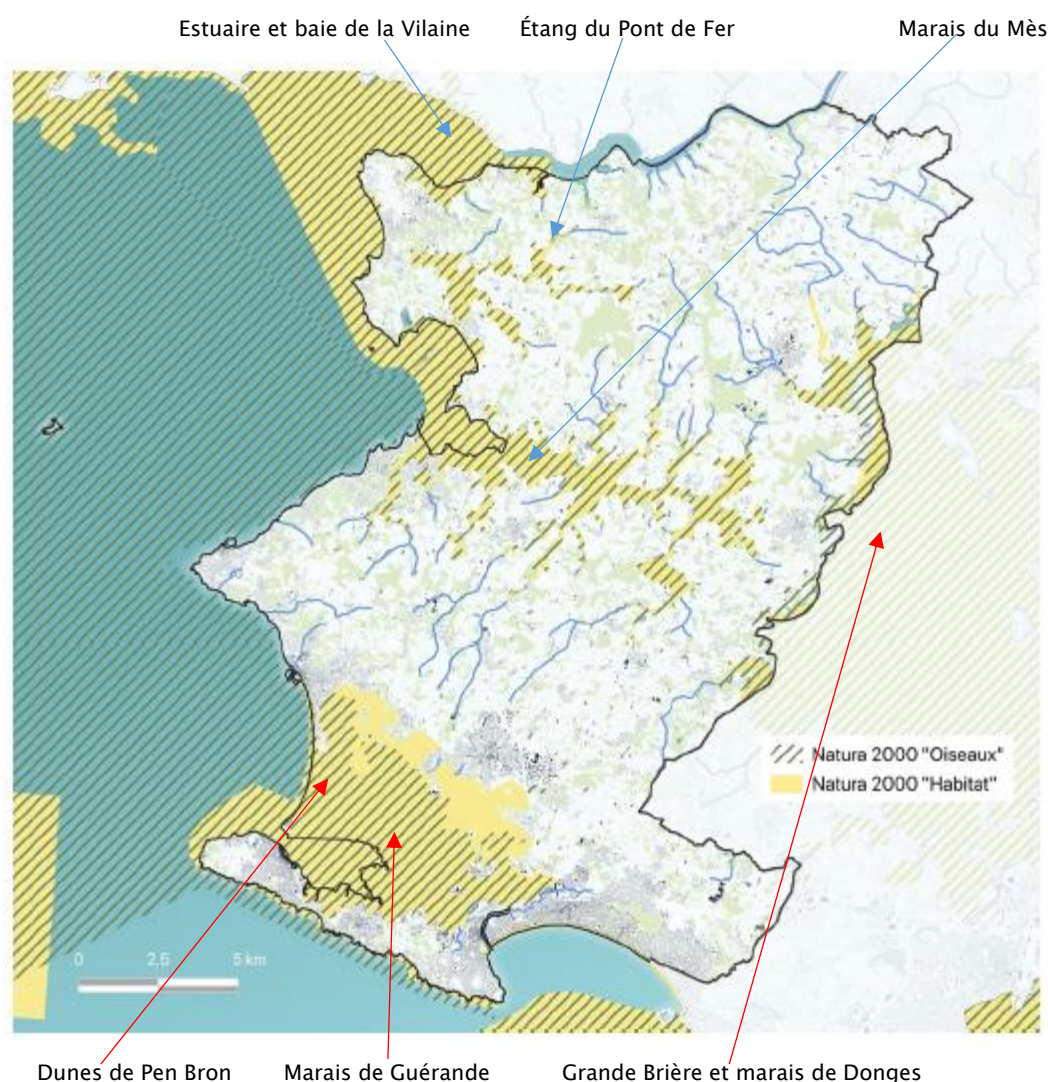 Estuaire et baie de la Vilaine Étang du Pont de Fer Marais du Mès
Natura 2000 "Oiseaux"
Natura 2000 "Habitat"
0 2,5 5 km
Dunes de Pen Bron Marais de Guérande Grande Brière et marais de Donges